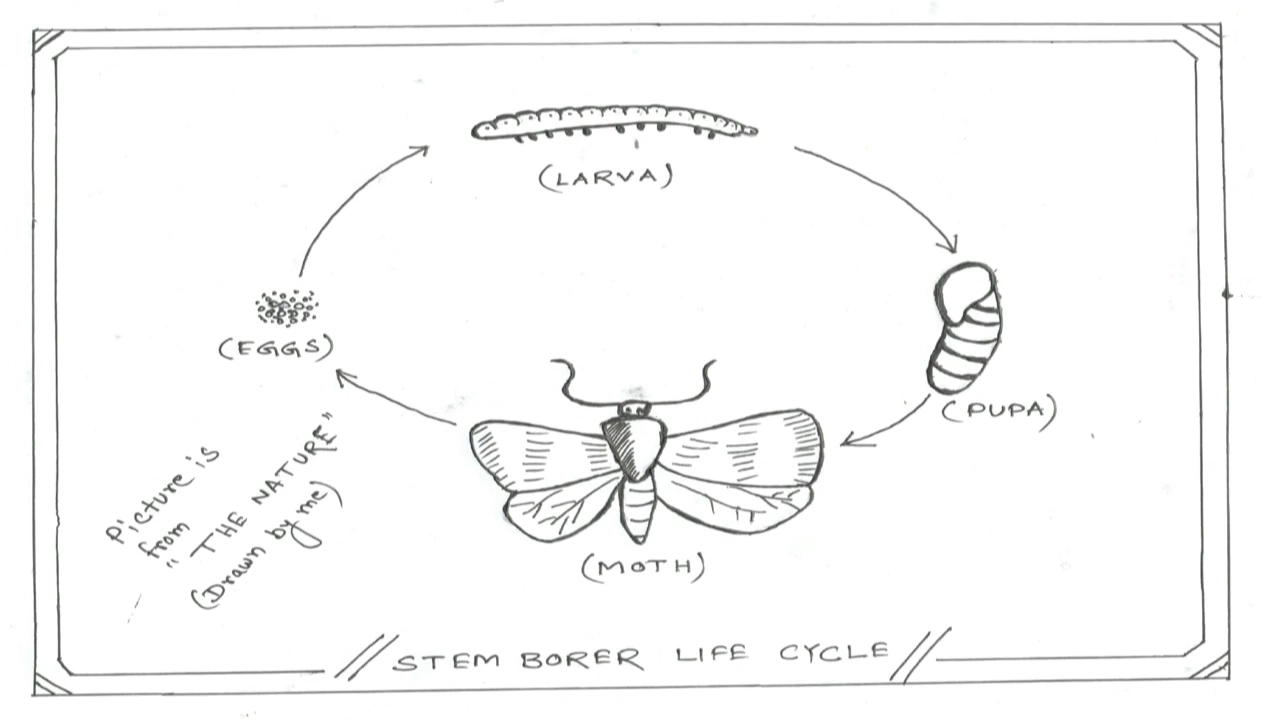 (LARVA)
(EGGS)
(PUPA)
(MOTH)
picture is
from
"THE NATURE"
(Drawn by me)
STEM BORER LIFE CYCLE